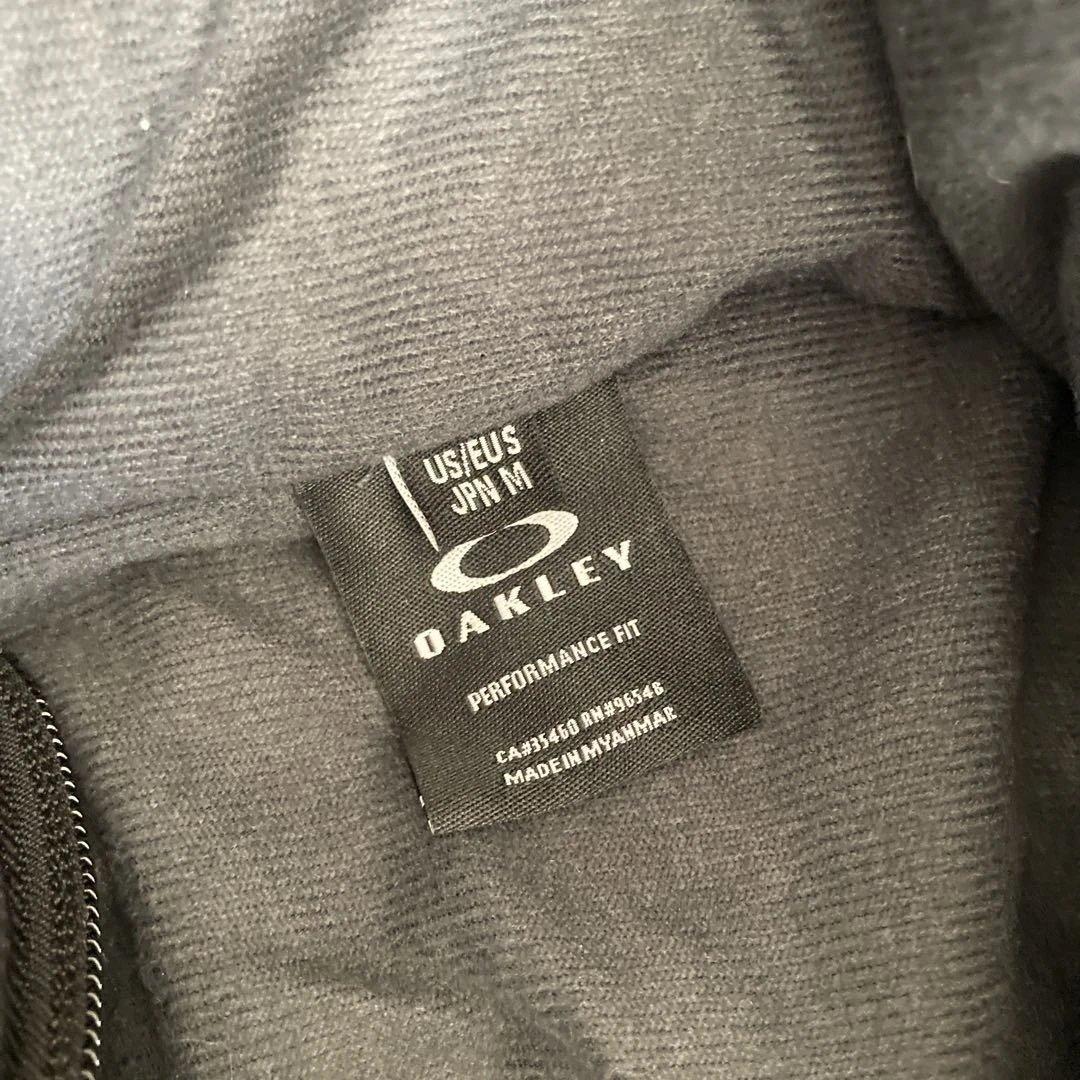 US/EU S
JPN M
OAKLEY
PERFORMANCE FIT
CA#35460 RN#96548
MADE IN MYANMAR